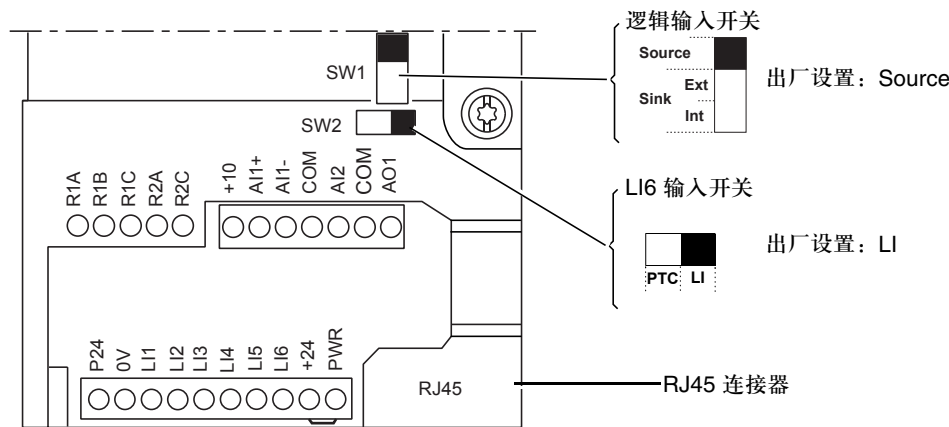 逻辑输入开关
Source
Ext
Sink
Int
出厂设置：Source
SW1
SW2
LI6 输入开关
出厂设置：LI
PTC LI
R1A R1B R1C R2A R2C
+10 AI1+ AI1- COM AI2 COM AO1
P24 0V LI1 LI2 LI3 LI4 LI5 LI6 +24 PWR
RJ45
RJ45 连接器